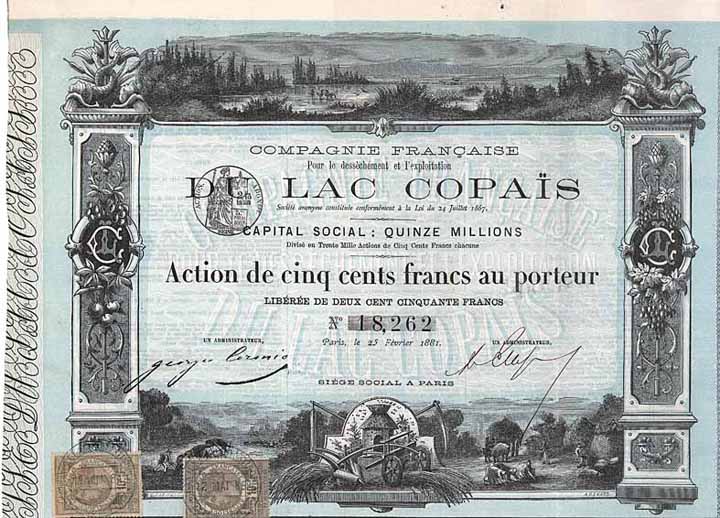 COMPAGNIE FRANÇAISE
Pour le dessèchement et l'exploitation
DU LAC COPAÏS
Société anonyme constituée conformément à la Loi du 24 Juillet 1867.
CAPITAL SOCIAL : QUINZE MILLIONS
Divisé en Trente Mille Actions de Cinq Cents Francs chacune
Action de cinq cents francs au porteur
LIBÉRÉE DE DEUX CENT CINQUANTE FRANCS
No 18,262
Paris, le 25 Février 1881.
UN ADMINISTRATEUR,
UN ADMINISTRATEUR,
SIÈGE SOCIAL A PARIS